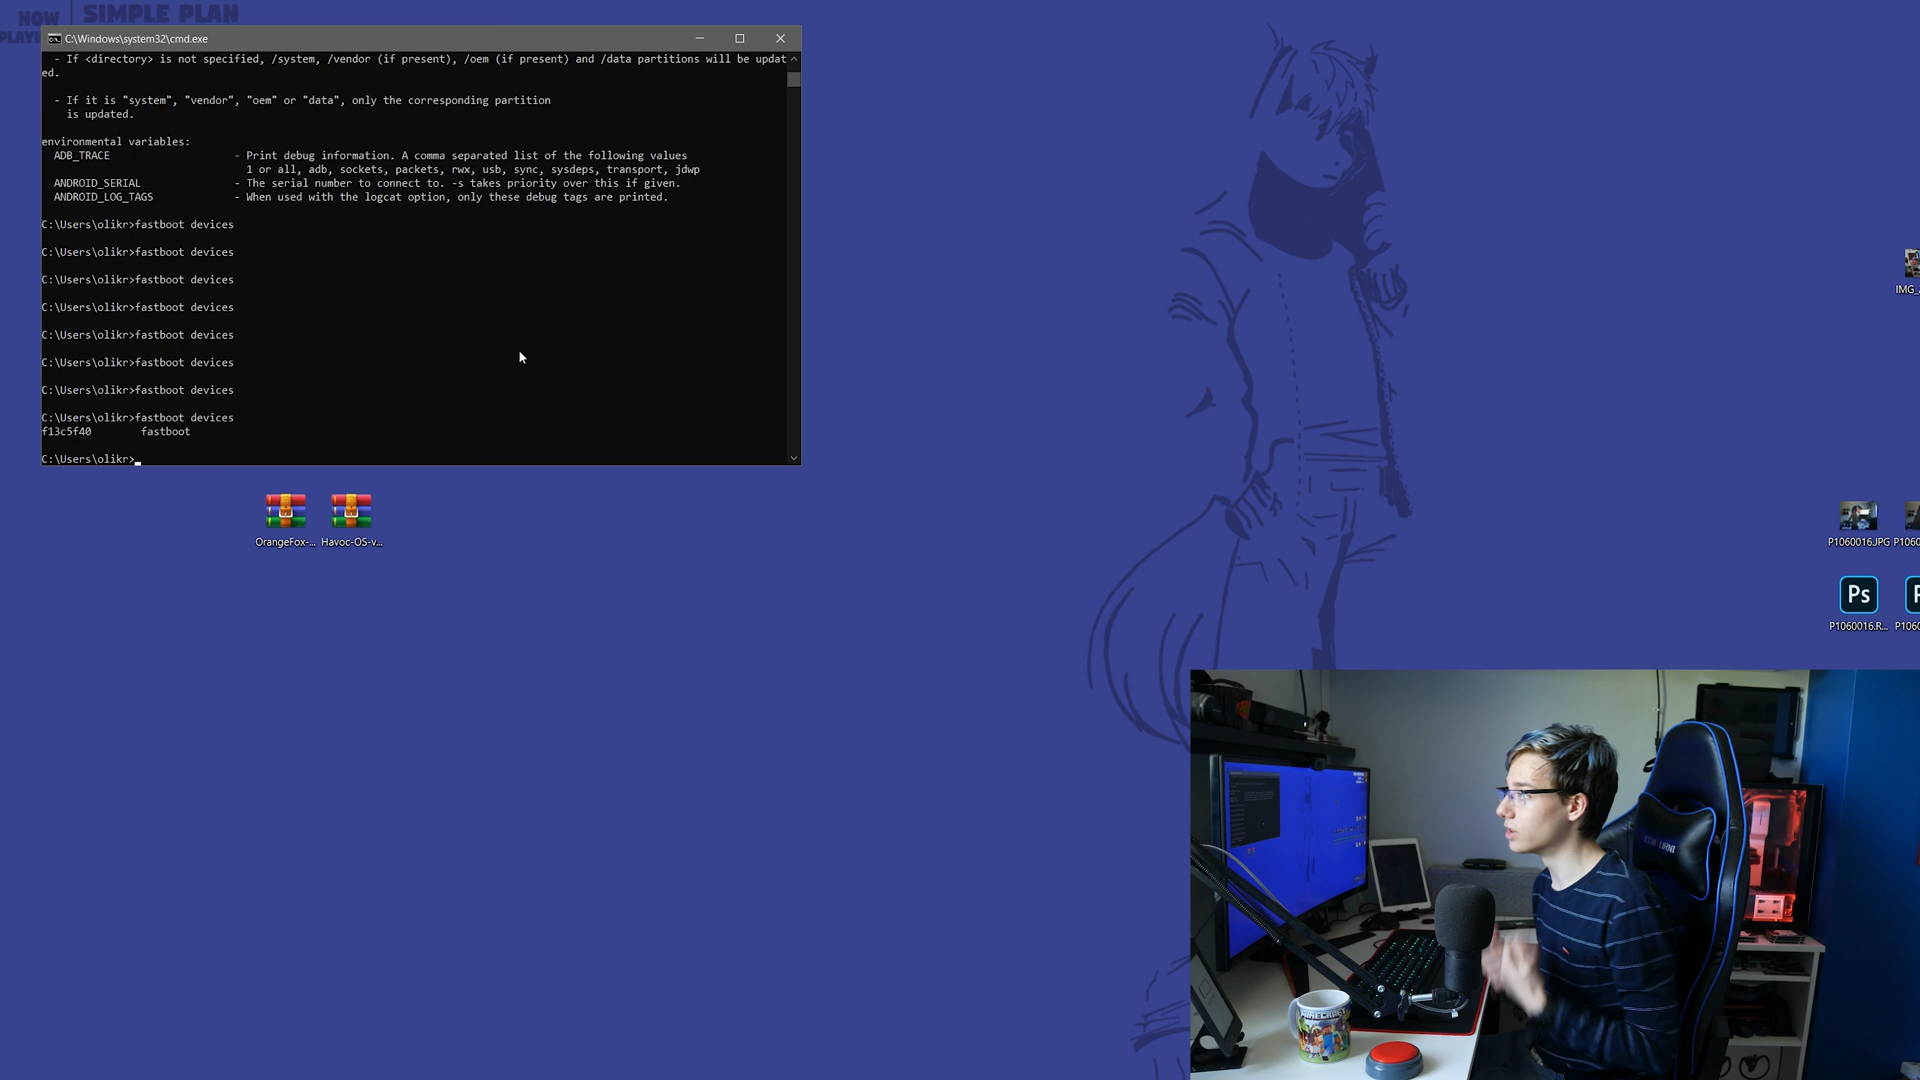 NOW
PLAYI
SIMPLE PLAN
C:\Windows\system32\cmd.exe
- If <directory> is not specified, /system, /vendor (if present), /oem (if present) and /data partitions will be updat
ed.
- If it is "system", "vendor", "oem" or "data", only the corresponding partition
is updated.
environmental variables:
ADB_TRACE - Print debug information. A comma separated list of the following values
1 or all, adb, sockets, packets, rwx, usb, sync, sysdeps, transport, jdwp
ANDROID_SERIAL - The serial number to connect to. -s takes priority over this if given.
ANDROID_LOG_TAGS - When used with the logcat option, only these debug tags are printed.
C:\Users\olikr>fastboot devices
C:\Users\olikr>fastboot devices
C:\Users\olikr>fastboot devices
C:\Users\olikr>fastboot devices
C:\Users\olikr>fastboot devices
C:\Users\olikr>fastboot devices
C:\Users\olikr>fastboot devices
C:\Users\olikr>fastboot devices
f13c5f40 fastboot
C:\Users\olikr>
OrangeFox-... Havoc-OS-v...
IMG_
P1060016.JPG P1060
Ps
P1060016.R... P1060
MINECRAFT